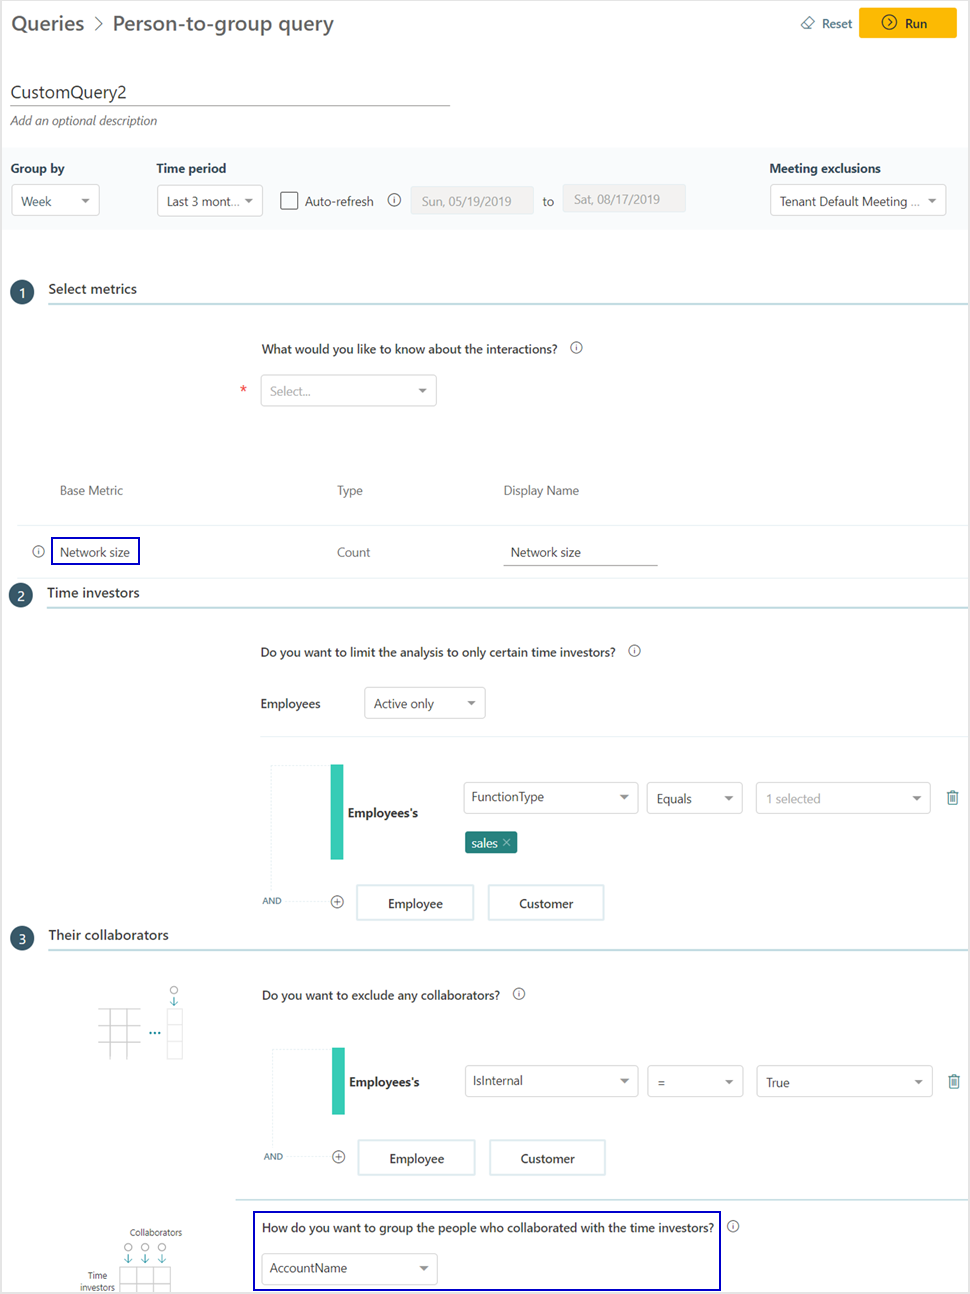 Queries > Person-to-group query
Reset
Run
CustomQuery2
Add an optional description
Group by
Time period
Meeting exclusions
Week
Last 3 mont...
Auto-refresh
Sun, 05/19/2019
to
Sat, 08/17/2019
Tenant Default Meeting ...
1
Select metrics
What would you like to know about the interactions?
* Select...
Base Metric
Type
Display Name
Network size
Count
Network size
2
Time investors
Do you want to limit the analysis to only certain time investors?
Employees
Active only
Employees's
FunctionType
Equals
1 selected
sales ×
AND
Employee
Customer
3
Their collaborators
Do you want to exclude any collaborators?
Employees's
IsInternal
=
True
AND
Employee
Customer
How do you want to group the people who collaborated with the time investors?
AccountName
Collaborators
Time
investors